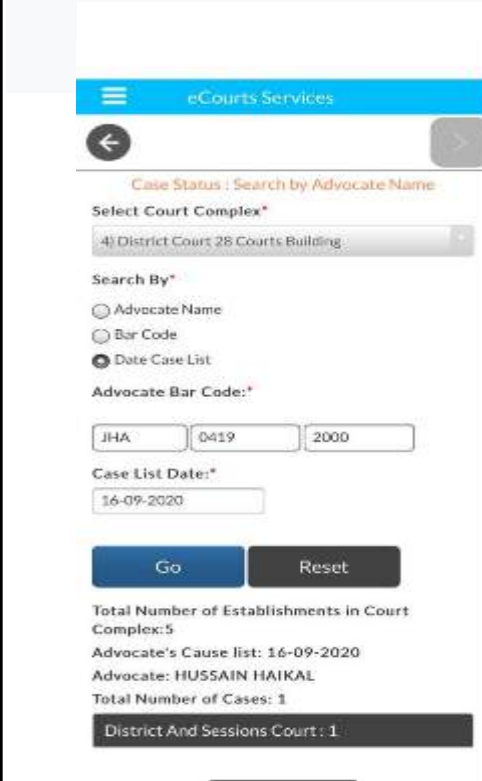 eCourts Services
Case Status : Search by Advocate Name
Select Court Complex*
4) District Court 28 Courts Building
Search By*
Advocate Name
Bar Code
Date Case List
Advocate Bar Code:*
JHA 0419 2000
Case List Date:*
16-09-2020
Go Reset
Total Number of Establishments in Court
Complex:5
Advocate's Cause list: 16-09-2020
Advocate: HUSSAIN HAIKAL
Total Number of Cases: 1
District And Sessions Court : 1